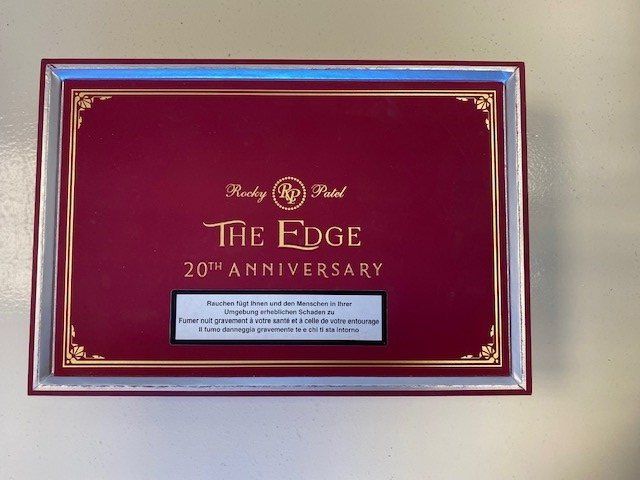 Rocky RP Patel
THE EDGE
20TH ANNIVERSARY
Rauchen fügt Ihnen und den Menschen in Ihrer
Umgebung erheblichen Schaden zu
Fumer nuit gravement à votre santé et à celle de votre entourage
Il fumo danneggia gravemente te e chi ti sta intorno